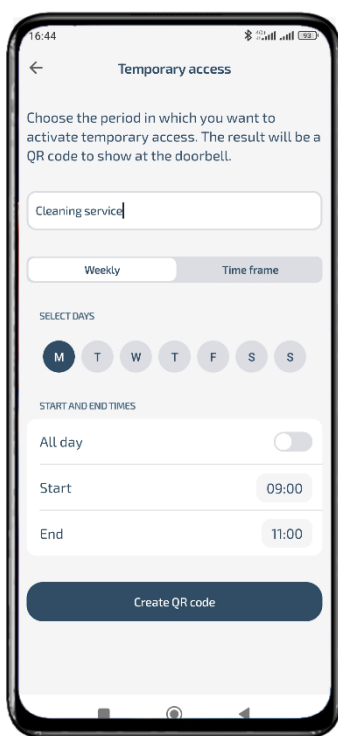 16:44
93
Temporary access
Choose the period in which you want to
activate temporary access. The result will be a
QR code to show at the doorbell.
Cleaning service
Weekly Time frame
SELECT DAYS
M T W T F S S
START AND END TIMES
All day
Start 09:00
End 11:00
Create QR code